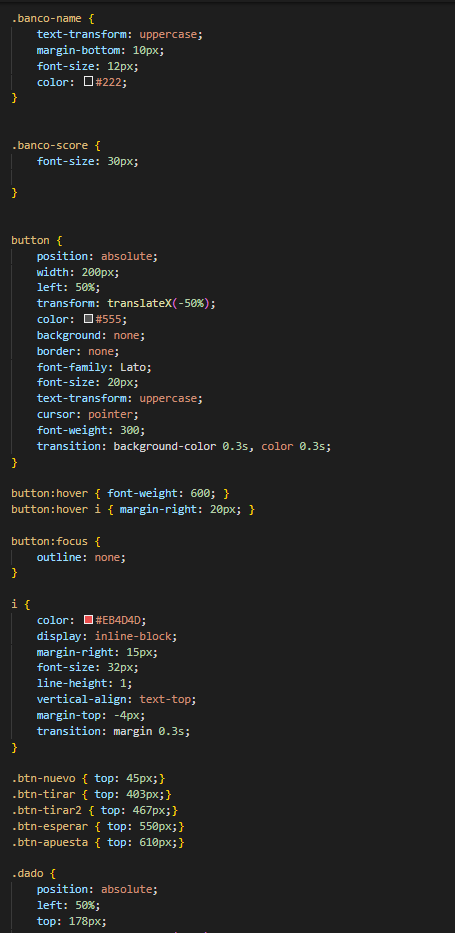 .banco-name {
    text-transform: uppercase;
    margin-bottom: 10px;
    font-size: 12px;
    color: #222;
}
.banco-score {
    font-size: 30px;
}
button {
    position: absolute;
    width: 200px;
    left: 50%;
    transform: translateX(-50%);
    color: #555;
    background: none;
    border: none;
    font-family: Lato;
    font-size: 20px;
    text-transform: uppercase;
    cursor: pointer;
    font-weight: 300;
    transition: background-color 0.3s, color 0.3s;
}
button:hover { font-weight: 600; }
button:hover i { margin-right: 20px; }
button:focus {
    outline: none;
}
i {
    color: #EB4D4D;
    display: inline-block;
    margin-right: 15px;
    font-size: 32px;
    line-height: 1;
    vertical-align: text-top;
    margin-top: -4px;
    transition: margin 0.3s;
}
.btn-nuevo { top: 45px;}
.btn-tirar { top: 403px;}
.btn-tirar2 { top: 467px;}
.btn-esperar { top: 550px;}
.btn-apuesta { top: 610px;}
.dado {
    position: absolute;
    left: 50%;
    top: 178px;